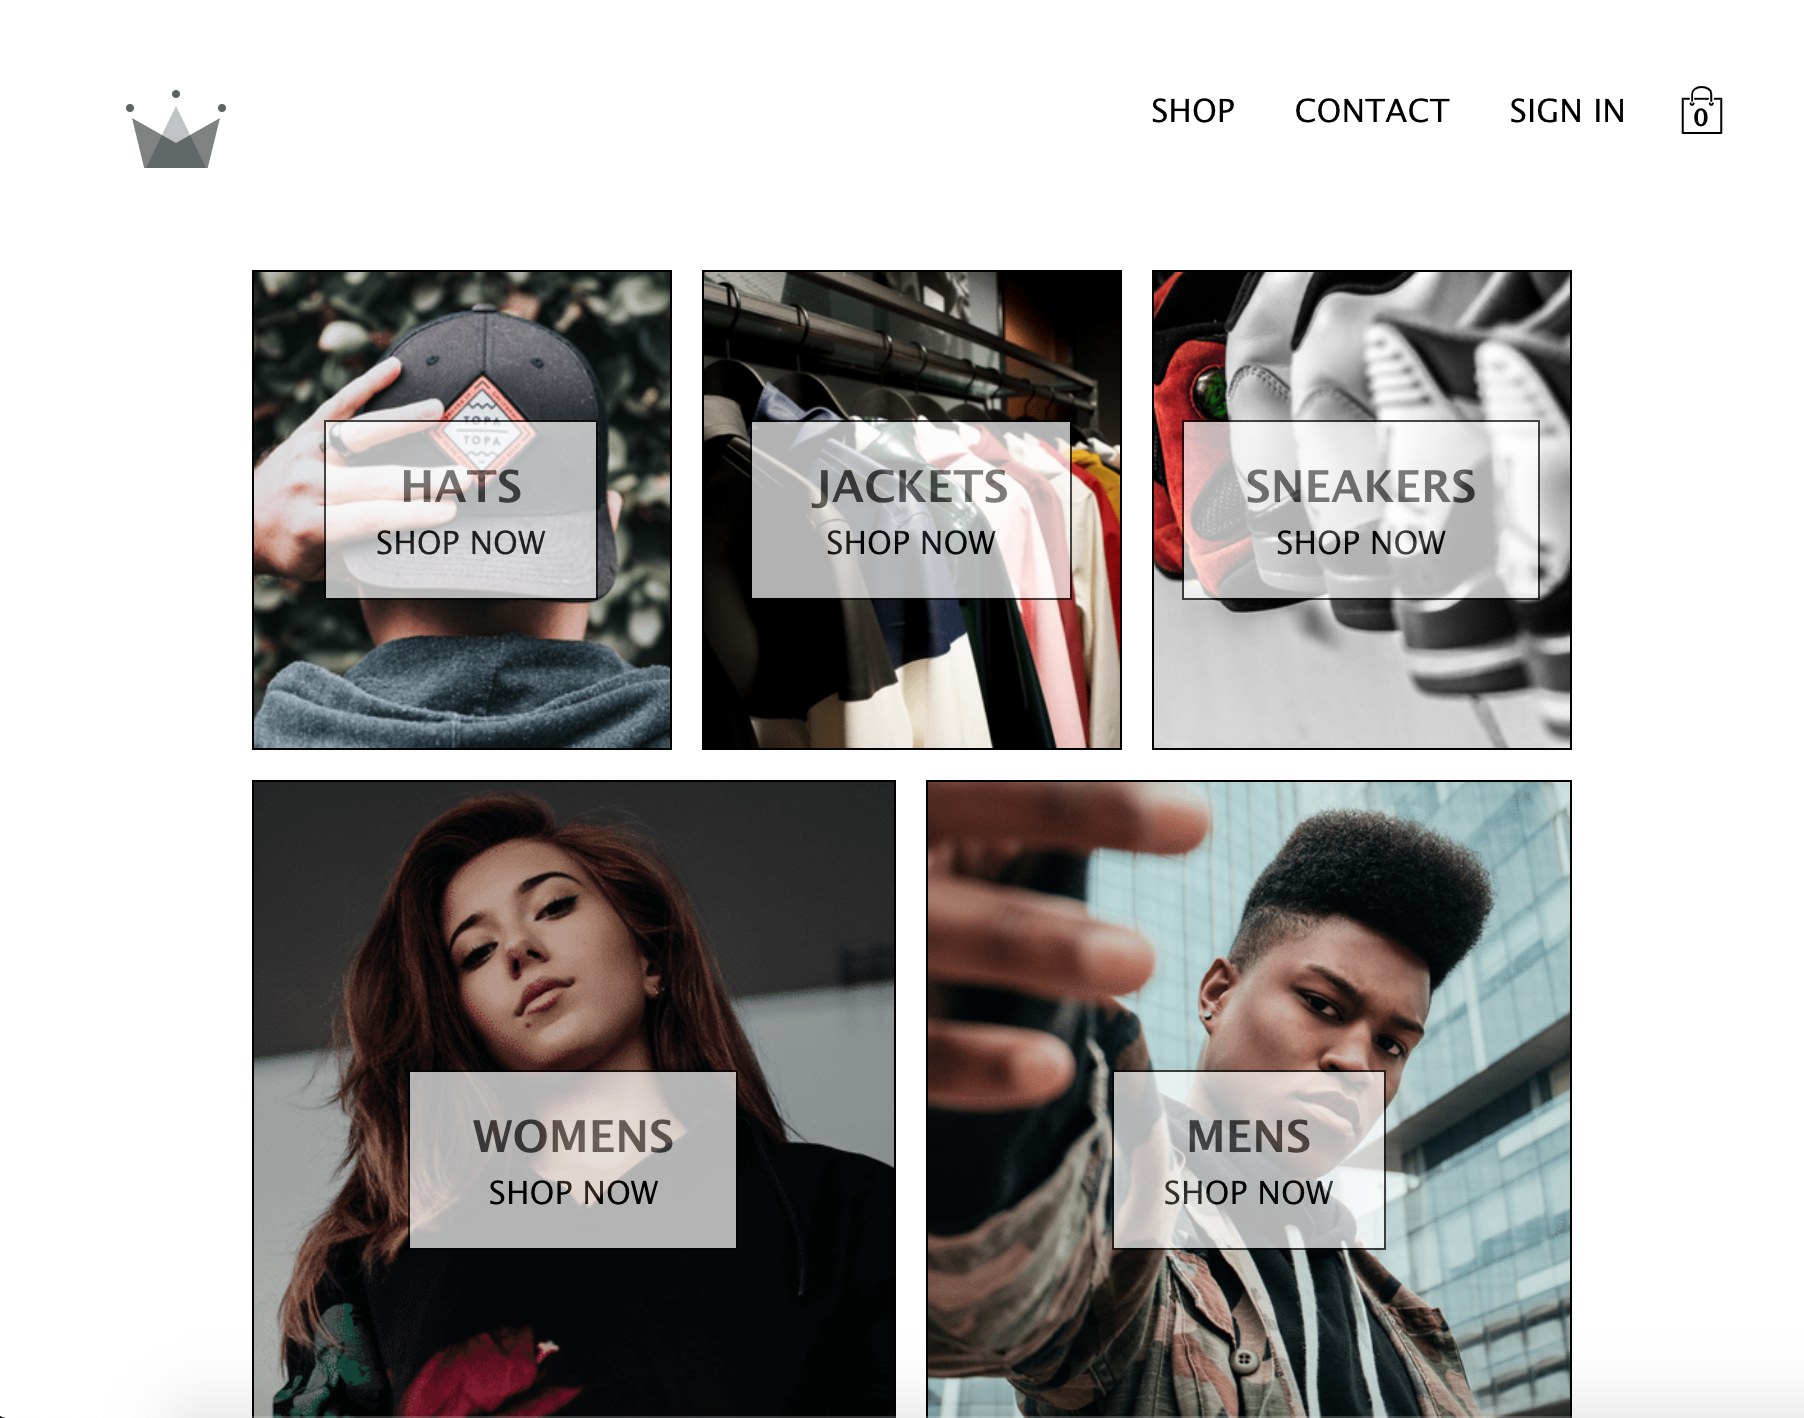 SHOP CONTACT SIGN IN 0
TOPA
TOPA
HATS
SHOP NOW
JACKETS
SHOP NOW
SNEAKERS
SHOP NOW
WOMENS
SHOP NOW
MENS
SHOP NOW